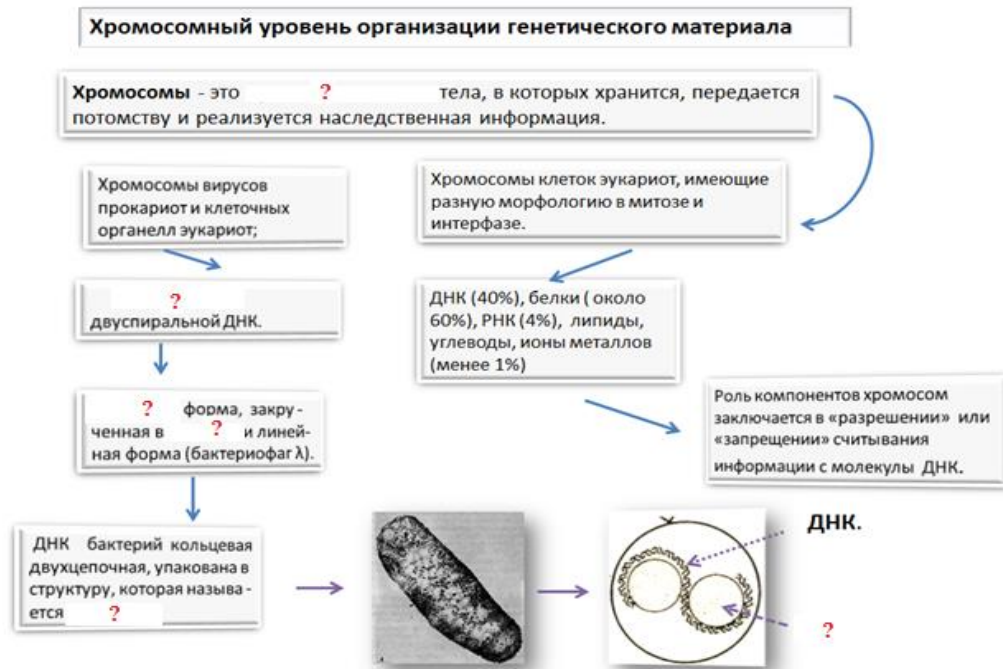 Хромосомный уровень организации генетического материала
Хромосомы - это ? тела, в которых хранится, передается
потомству и реализуется наследственная информация.
Хромосомы вирусов
прокариот и клеточных
органелл эукариот;
Хромосомы клеток эукариот, имеющие
разную морфологию в митозе и
интерфазе.
?
двуспиральной ДНК.
ДНК (40%), белки ( около
60%), РНК (4%), липиды,
углеводы, ионы металлов
(менее 1%)
? форма, закру -
ченная в ? и линей-
ная форма (бактериофаг λ).
Роль компонентов хромосом
заключается в «разрешении» или
«запрещении» считывания
информации с молекулы ДНК.
ДНК бактерий кольцевая
двухцепочная, упакована в
структуру, которая называ -
ется ?
ДНК.
?